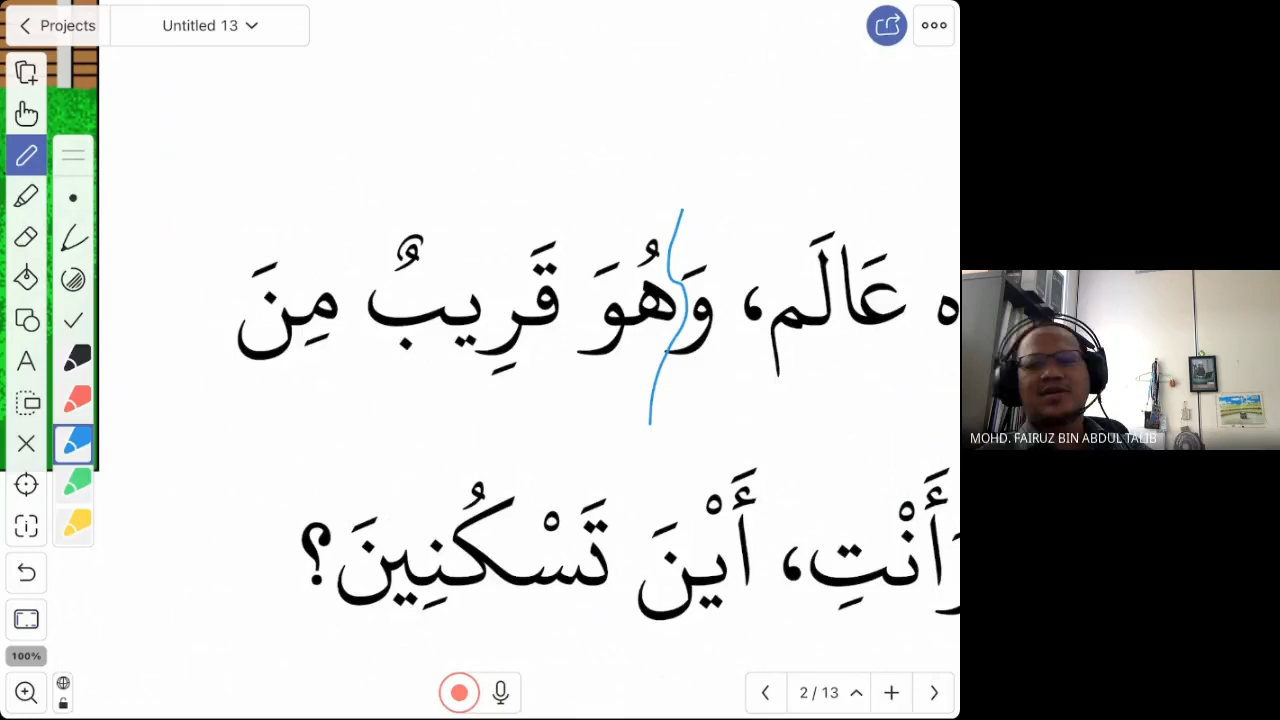 Projects
Untitled 13
ه عَالَم، وَهُوَ قَرِيبٌ مِنَ
وَأَنْتِ، أَيْنَ تَسْكُنِينَ؟
MOHD. FAIRUZ BIN ABDUL TALIB
100%
2 / 13